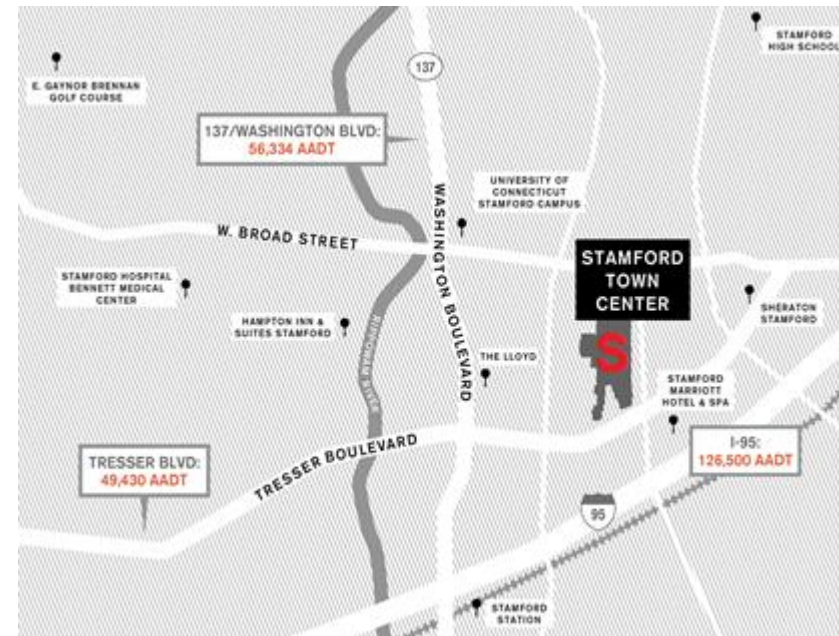 STAMFORD
HIGH SCHOOL
E. GAYNOR BRENNAN
GOLF COURSE
137
137/WASHINGTON BLVD:
56,334 AADT
UNIVERSITY OF
CONNECTICUT
STAMFORD CAMPUS
WASHINGTON BOULEVARD
W. BROAD STREET
STAMFORD
TOWN
CENTER
STAMFORD HOSPITAL
BENNETT MEDICAL
CENTER
HAMPTON INN &
SUITES STAMFORD
RIPPOWAM RIVER
SHERATON
STAMFORD
S
THE LLOYD
STAMFORD
MARRIOTT
HOTEL & SPA
TRESSER BOULEVARD
TRESSER BLVD:
49,430 AADT
I-95:
126,500 AADT
95
STAMFORD
STATION